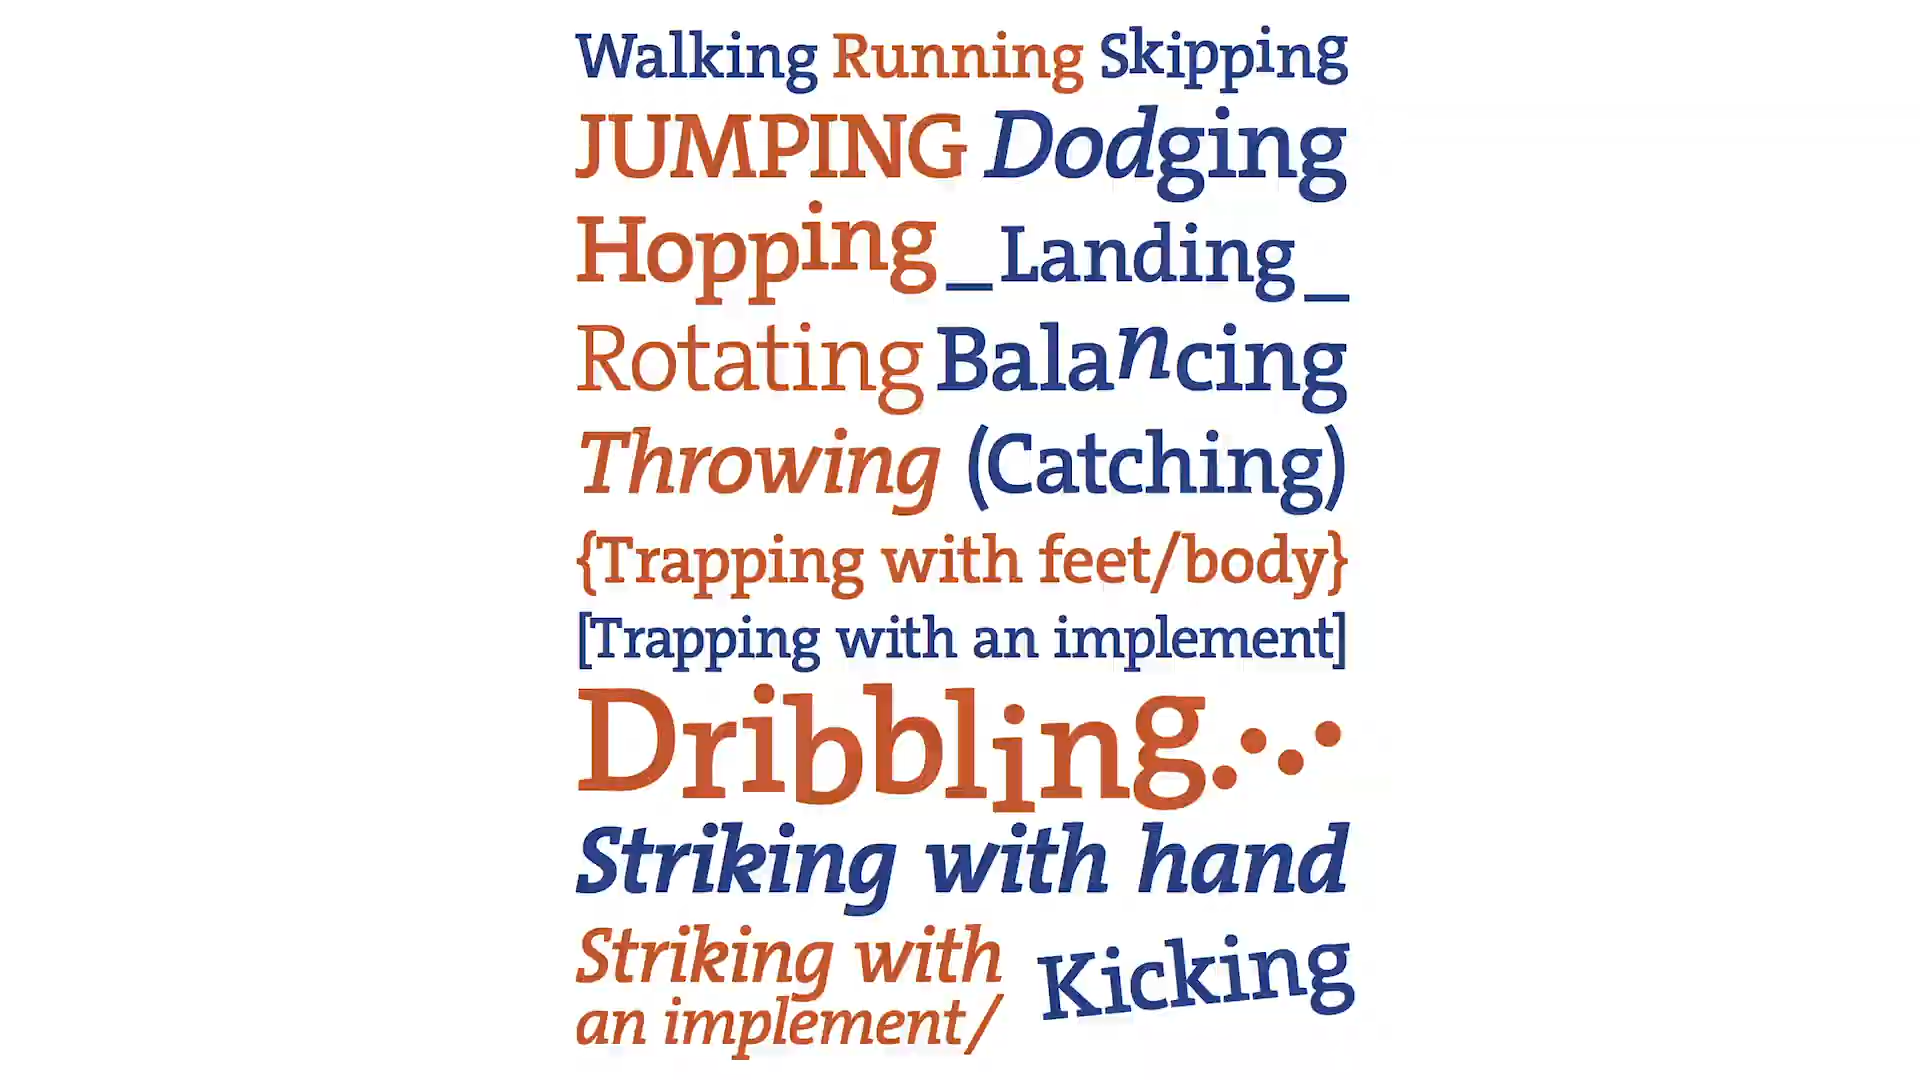 Walking Running Skipping
JUMPING Dodging
Hopping _Landing_
Rotating Balancing
Throwing (Catching)
{Trapping with feet/body}
[Trapping with an implement]
Dribbling....
Striking with hand
Striking with
an implement/ Kicking